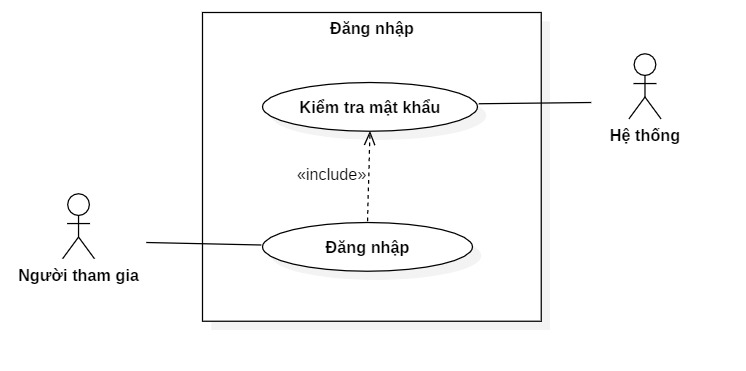 Đăng nhập
Kiểm tra mật khẩu
Hệ thống
«include»
Đăng nhập
Người tham gia